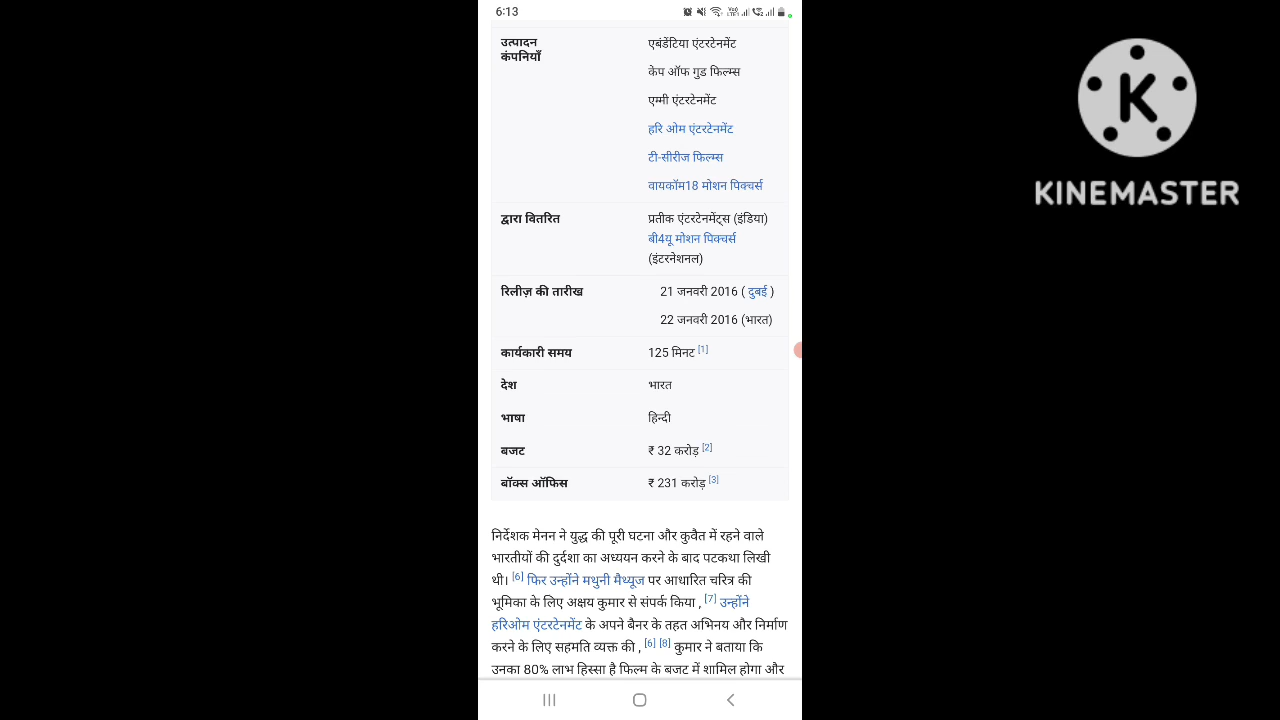 6:13
उत्पादन
कंपनियाँ
एबंडेंटिया एंटरटेनमेंट
केप ऑफ गुड फिल्म्स
एम्मी एंटरटेनमेंट
हरि ओम एंटरटेनमेंट
टी-सीरीज फिल्म्स
वायकॉम18 मोशन पिक्चर्स
द्वारा वितरित
प्रतीक एंटरटेनमेंट्स (इंडिया)
बी4यू मोशन पिक्चर्स
(इंटरनेशनल)
रिलीज़ की तारीख
21 जनवरी 2016 ( दुबई )
22 जनवरी 2016 (भारत)
कार्यकारी समय 125 मिनट [1]
देश भारत
भाषा हिन्दी
बजट ₹ 32 करोड़ [2]
बॉक्स ऑफिस ₹ 231 करोड़ [3]
निर्देशक मेनन ने युद्ध की पूरी घटना और कुवैत में रहने वाले
भारतीयों की दुर्दशा का अध्ययन करने के बाद पटकथा लिखी
थी। [6] फिर उन्होंने मथुनी मैथ्यूज पर आधारित चरित्र की
भूमिका के लिए अक्षय कुमार से संपर्क किया , [7] उन्होंने
हरिओम एंटरटेनमेंट के अपने बैनर के तहत अभिनय और निर्माण
करने के लिए सहमति व्यक्त की , [6] [8] कुमार ने बताया कि
उनका 80% लाभ हिस्सा है फिल्म के बजट में शामिल होगा और
K
KINEMASTER